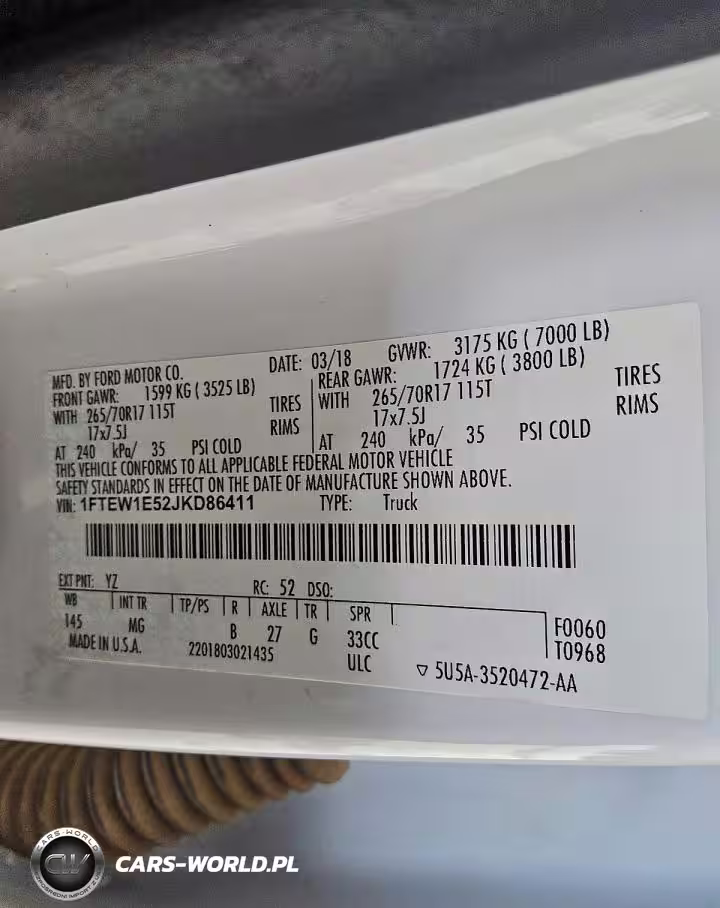 MFD. BY FORD MOTOR CO.
DATE: 03/18 GVWR: 3175 KG ( 7000 LB)
FRONT GAWR: 1599 KG ( 3525 LB)
REAR GAWR: 1724 KG ( 3800 LB)
WITH 265/70R17 115T TIRES
WITH 265/70R17 115T TIRES
17x7.5J RIMS
17x7.5J RIMS
AT 240 kPa/ 35 PSI COLD
AT 240 kPa/ 35 PSI COLD
THIS VEHICLE CONFORMS TO ALL APPLICABLE FEDERAL MOTOR VEHICLE
SAFETY STANDARDS IN EFFECT ON THE DATE OF MANUFACTURE SHOWN ABOVE.
VIN: 1FTEW1E52JKD86411 TYPE: Truck
EXT PNT: YZ RC: 52 DSO:
WB INT TR TP/PS R AXLE TR SPR
145 MG B 27 G 33CC
F0060
T0968
MADE IN U.S.A. 2201803021435 ULC
▽ 5U5A-3520472-AA
CARS-WORLD
CW
CARS-WORLD.PL